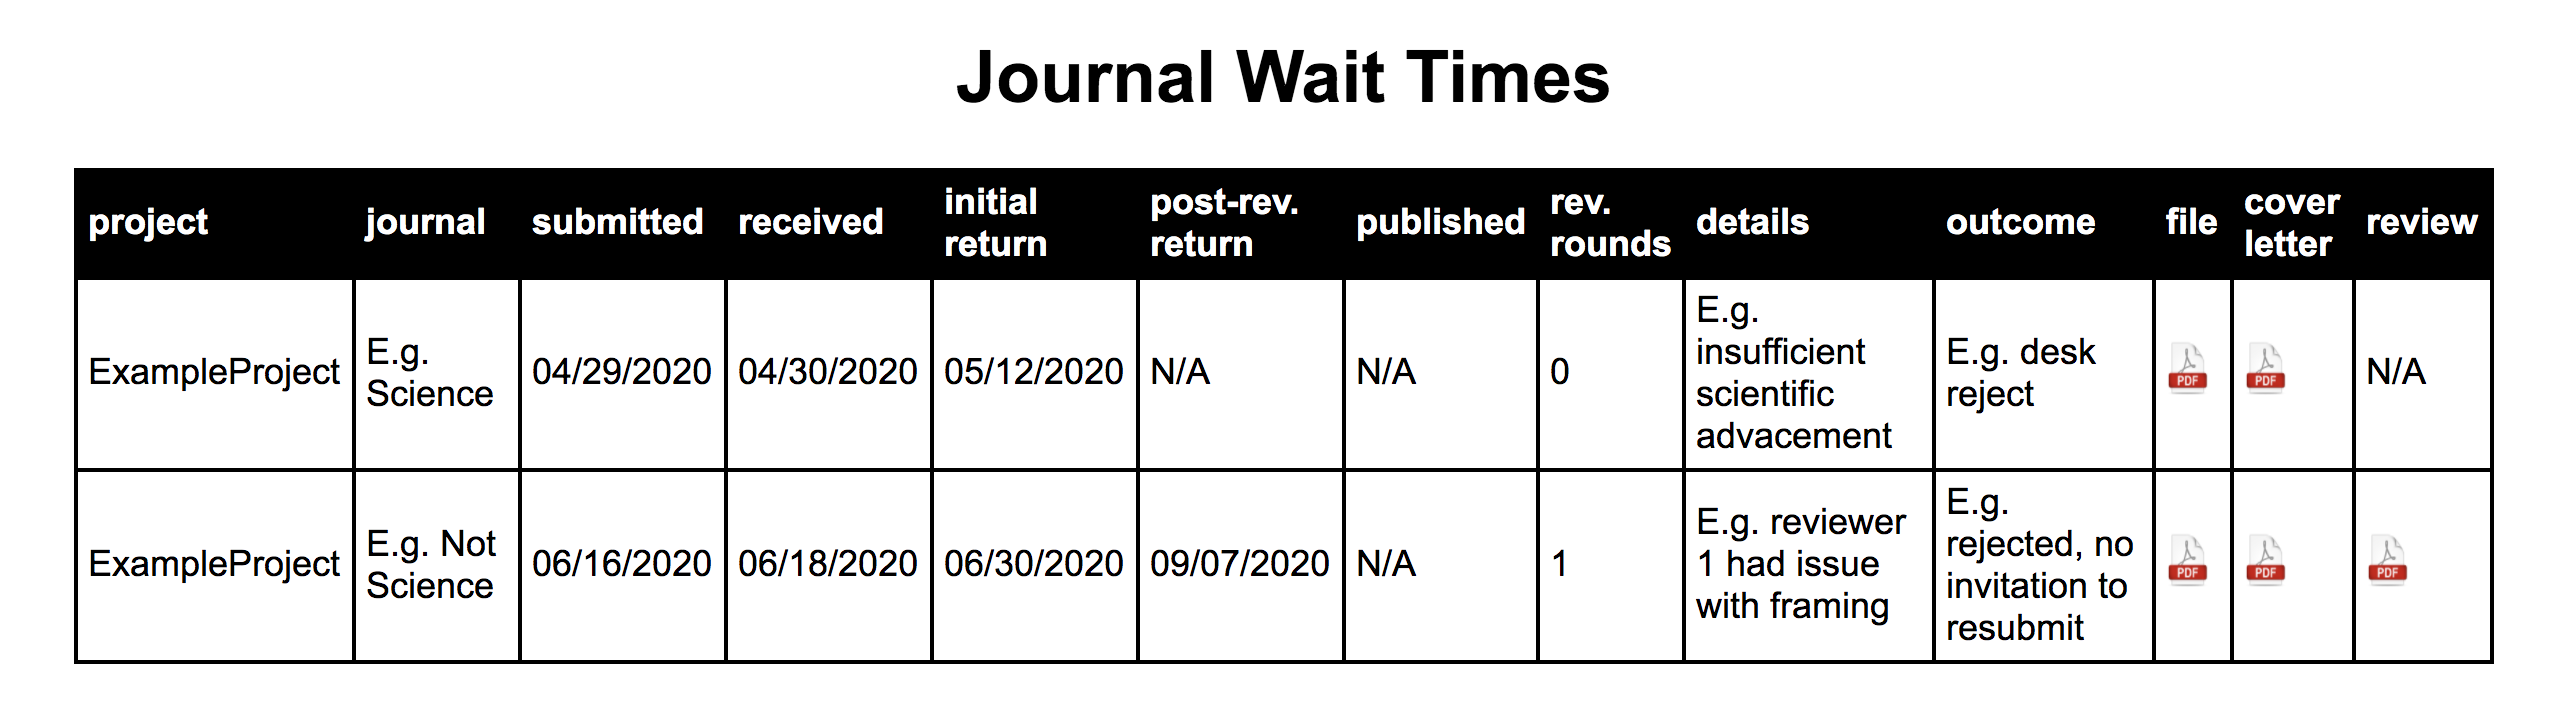 Journal Wait Times
project journal submitted received initial return post-rev. return published rev. rounds details outcome file cover letter review
ExampleProject E.g. Science 04/29/2020 04/30/2020 05/12/2020 N/A N/A 0 E.g. insufficient scientific advacement E.g. desk reject PDF PDF N/A
ExampleProject E.g. Not Science 06/16/2020 06/18/2020 06/30/2020 09/07/2020 N/A 1 E.g. reviewer 1 had issue with framing E.g. rejected, no invitation to resubmit PDF PDF PDF